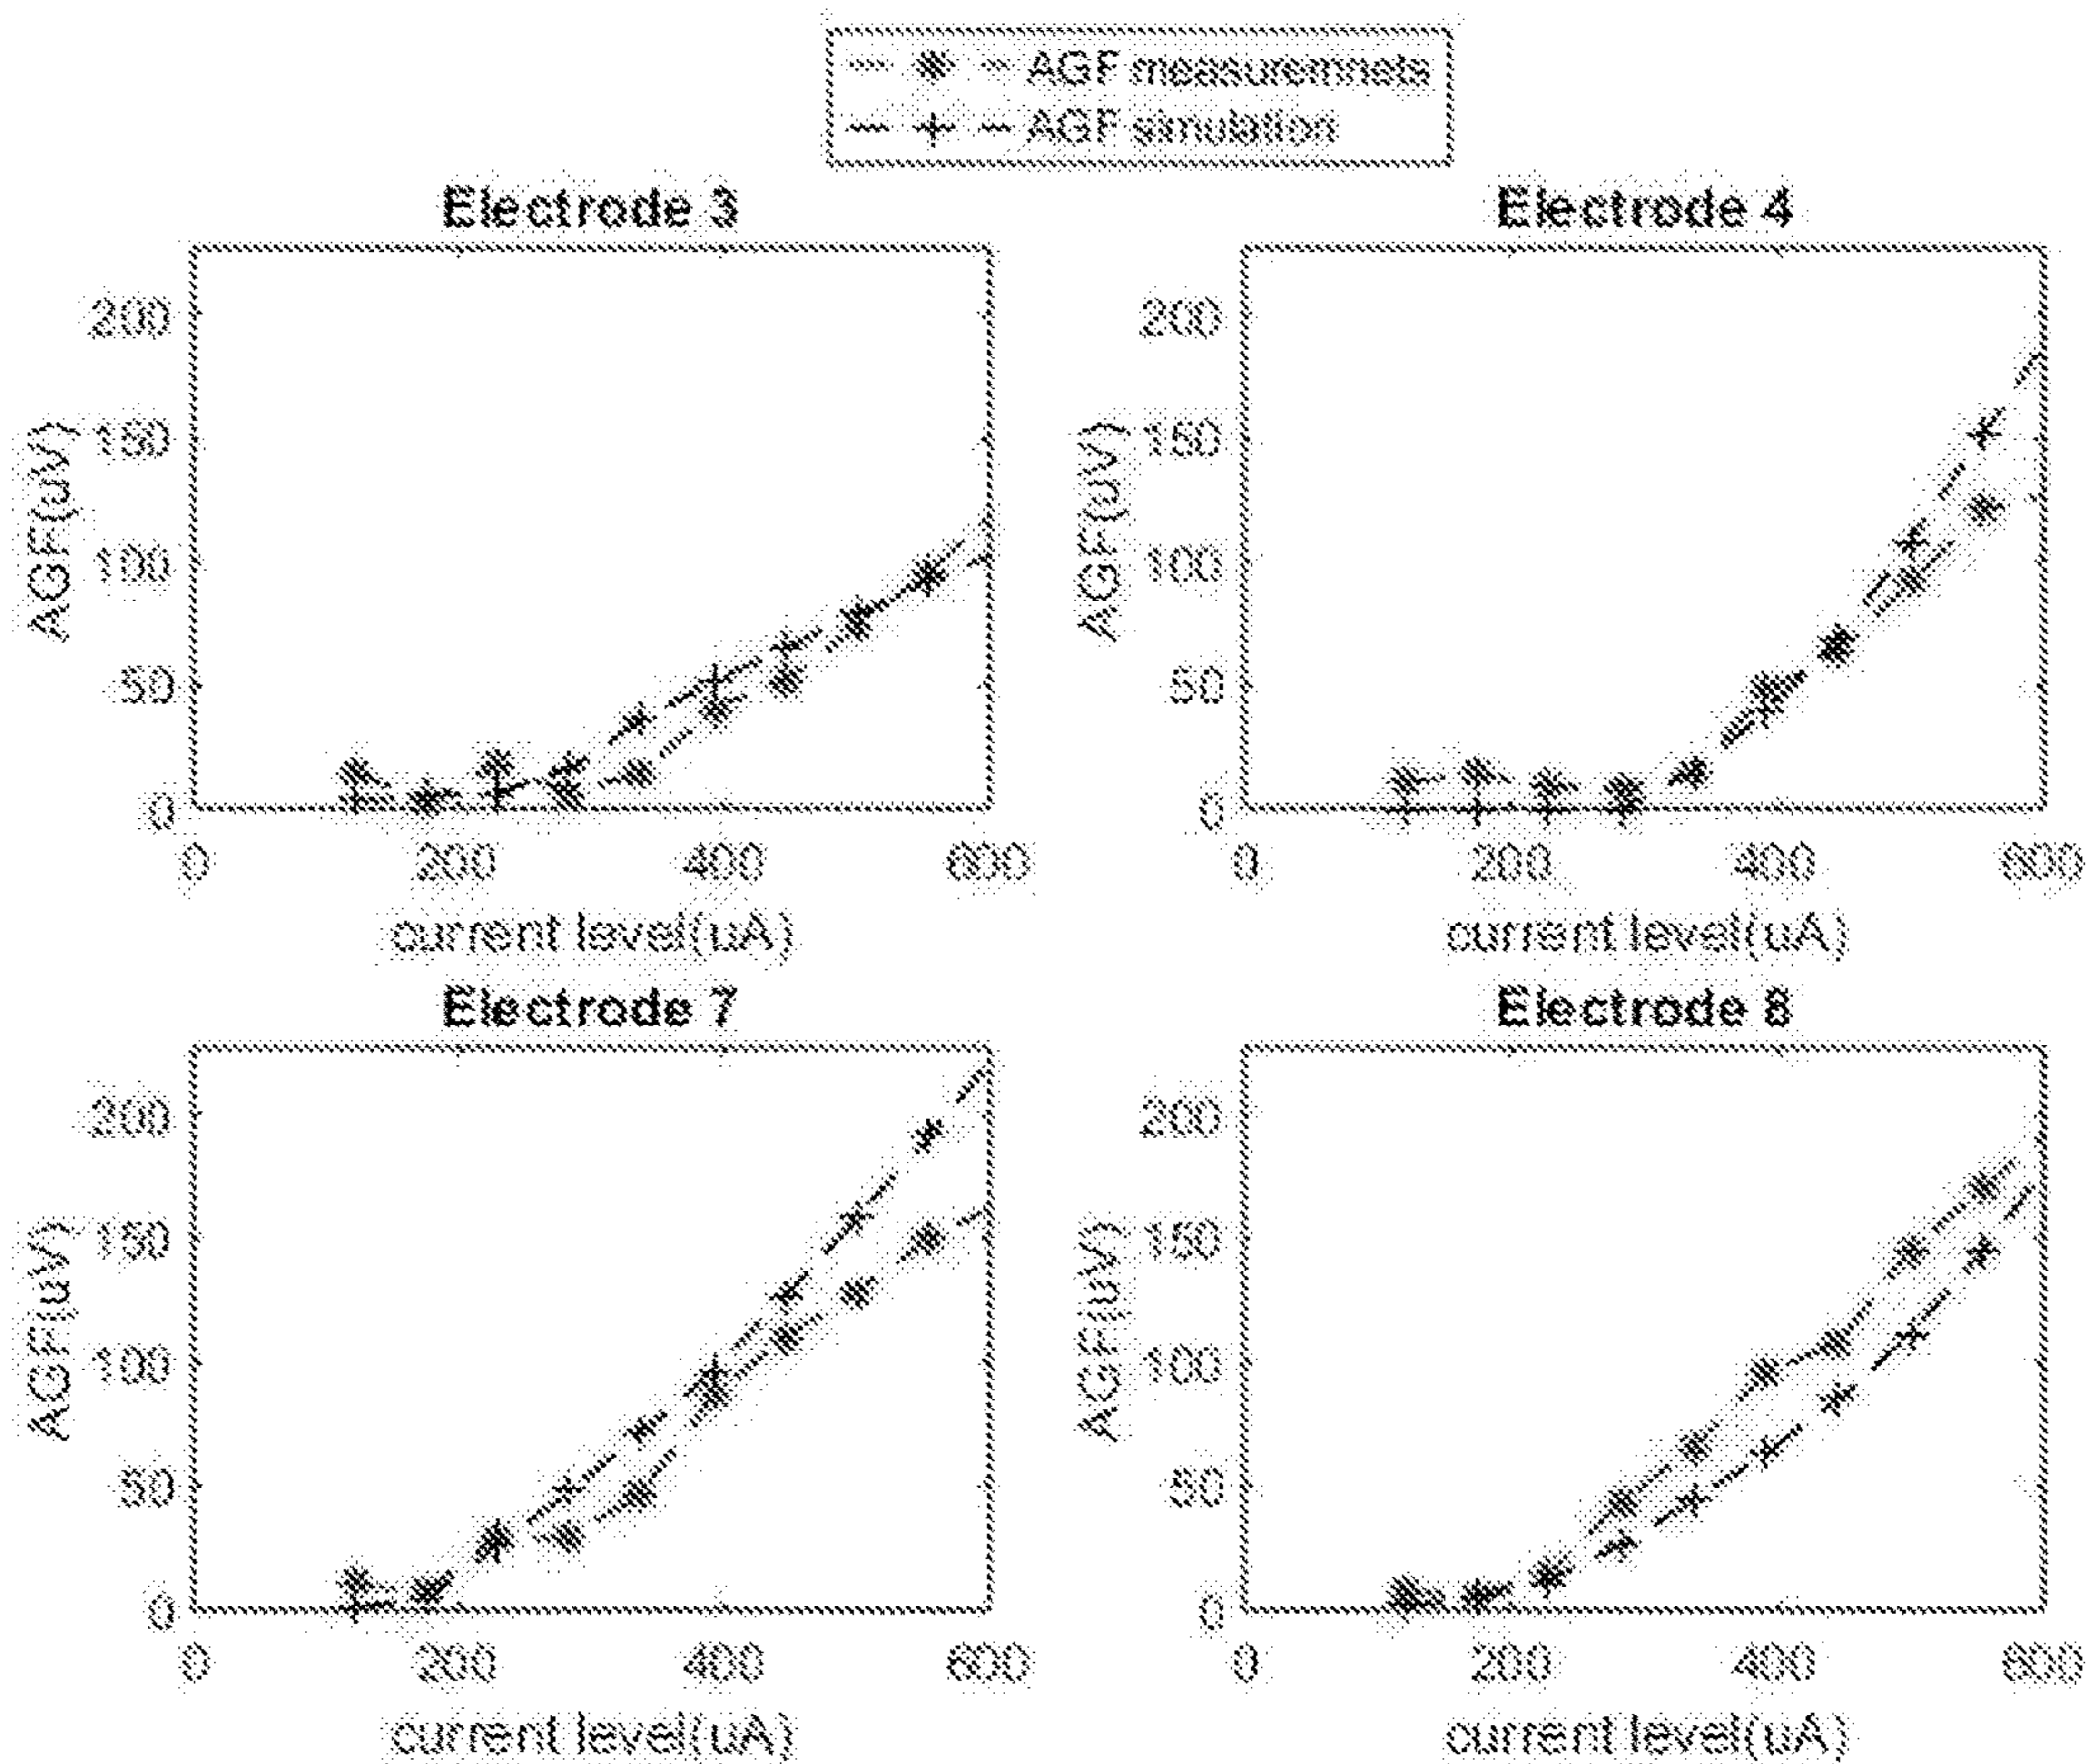 AGF measuremnets
AGF simulation
Electrode 3
200
150
100
50
0
0 200 400 600
AGF(uV)
current level(uA)
Electrode 4
200
150
100
50
0
0 200 400 600
AGF(uV)
current level(uA)
Electrode 7
200
150
100
50
0
0 200 400 600
AGF(uV)
current level(uA)
Electrode 8
200
150
100
50
0
0 200 400 600
AGF(uV)
current level(uA)